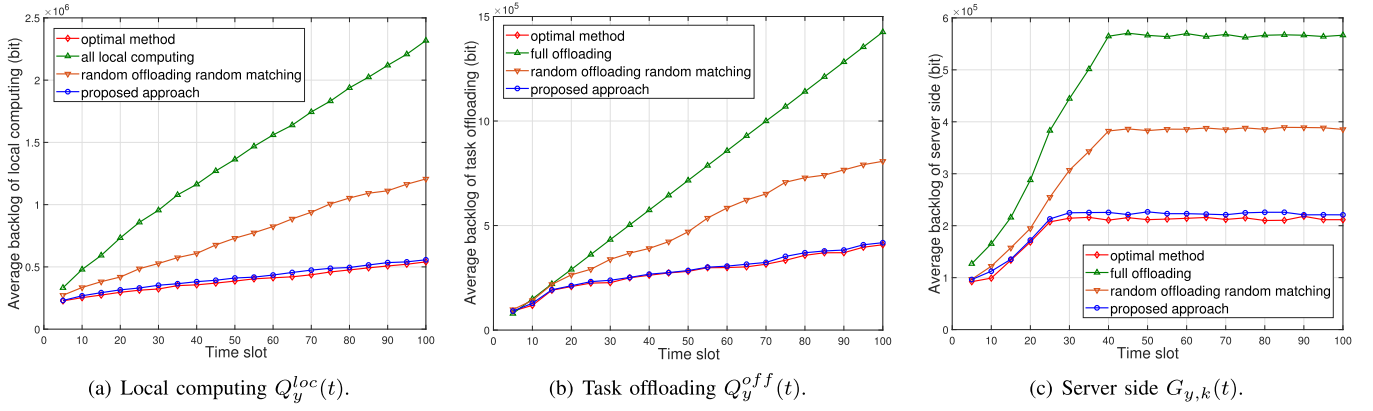 ×10⁶
2.5
2
1.5
1
0.5
0
0 10 20 30 40 50 60 70 80 90 100
Time slot
Average backlog of local computing (bit)
optimal method
all local computing
random offloading random matching
proposed approach
(a) Local computing Q_y^{loc}(t).
×10⁵
15
10
5
0
0 10 20 30 40 50 60 70 80 90 100
Time slot
Average backlog of task offloading (bit)
optimal method
full offloading
random offloading random matching
proposed approach
(b) Task offloading Q_y^{off}(t).
×10⁵
6
5
4
3
2
1
0
0 10 20 30 40 50 60 70 80 90 100
Time slot
Average backlog of server side (bit)
optimal method
full offloading
random offloading random matching
proposed approach
(c) Server side G_{y,k}(t).